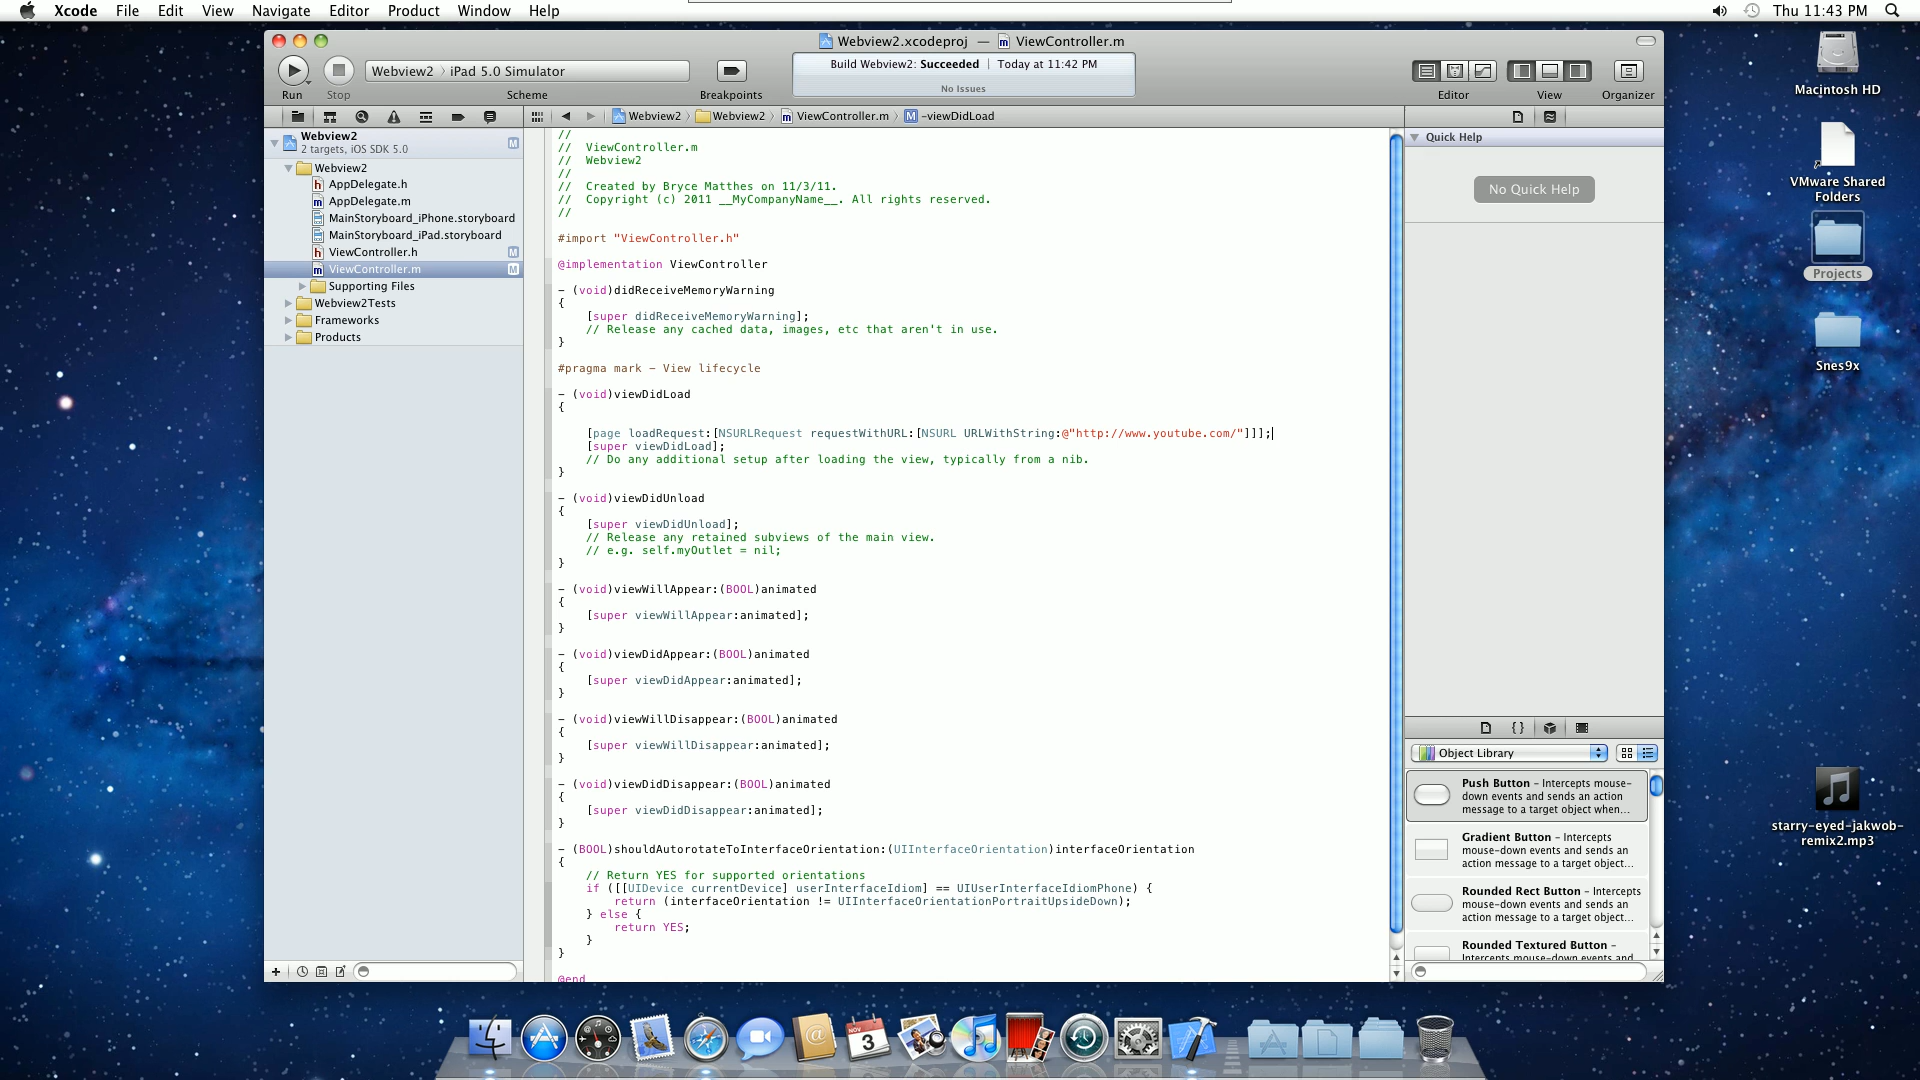 Xcode File Edit View Navigate Editor Product Window Help
Thu 11:43 PM
Webview2.xcodeproj — ViewController.m
Webview2 iPad 5.0 Simulator
Build Webview2: Succeeded | Today at 11:42 PM
No Issues
Run Stop Scheme Breakpoints Editor View Organizer
Webview2 Webview2 ViewController.m M -viewDidLoad
Webview2 M
2 targets, iOS SDK 5.0
Webview2
h AppDelegate.h
m AppDelegate.m
MainStoryboard_iPhone.storyboard
MainStoryboard_iPad.storyboard
h ViewController.h M
m ViewController.m M
Supporting Files
Webview2Tests
Frameworks
Products
//
//  ViewController.m
//  Webview2
//
//  Created by Bryce Matthes on 11/3/11.
//  Copyright (c) 2011 __MyCompanyName__. All rights reserved.
//
#import "ViewController.h"
@implementation ViewController
- (void)didReceiveMemoryWarning
{
    [super didReceiveMemoryWarning];
    // Release any cached data, images, etc that aren't in use.
}
#pragma mark - View lifecycle
- (void)viewDidLoad
{
    [page loadRequest:[NSURLRequest requestWithURL:[NSURL URLWithString:@"http://www.youtube.com/"]]];
    [super viewDidLoad];
    // Do any additional setup after loading the view, typically from a nib.
}
- (void)viewDidUnload
{
    [super viewDidUnload];
    // Release any retained subviews of the main view.
    // e.g. self.myOutlet = nil;
}
- (void)viewWillAppear:(BOOL)animated
{
    [super viewWillAppear:animated];
}
- (void)viewDidAppear:(BOOL)animated
{
    [super viewDidAppear:animated];
}
- (void)viewWillDisappear:(BOOL)animated
{
    [super viewWillDisappear:animated];
}
- (void)viewDidDisappear:(BOOL)animated
{
    [super viewDidDisappear:animated];
}
- (BOOL)shouldAutorotateToInterfaceOrientation:(UIInterfaceOrientation)interfaceOrientation
{
    // Return YES for supported orientations
    if ([[UIDevice currentDevice] userInterfaceIdiom] == UIUserInterfaceIdiomPhone) {
        return (interfaceOrientation != UIInterfaceOrientationPortraitUpsideDown);
    } else {
        return YES;
    }
}
@end
Quick Help
No Quick Help
{ }
Object Library
Push Button – Intercepts mouse-
down events and sends an action
message to a target object when...
Gradient Button – Intercepts
mouse-down events and sends an
action message to a target object...
Rounded Rect Button – Intercepts
mouse-down events and sends an
action message to a target object...
Rounded Textured Button –
Intercepts mouse-down events and
Macintosh HD
VMware Shared
Folders
Projects
Snes9x
starry-eyed-jakwob-
remix2.mp3
NOV
3